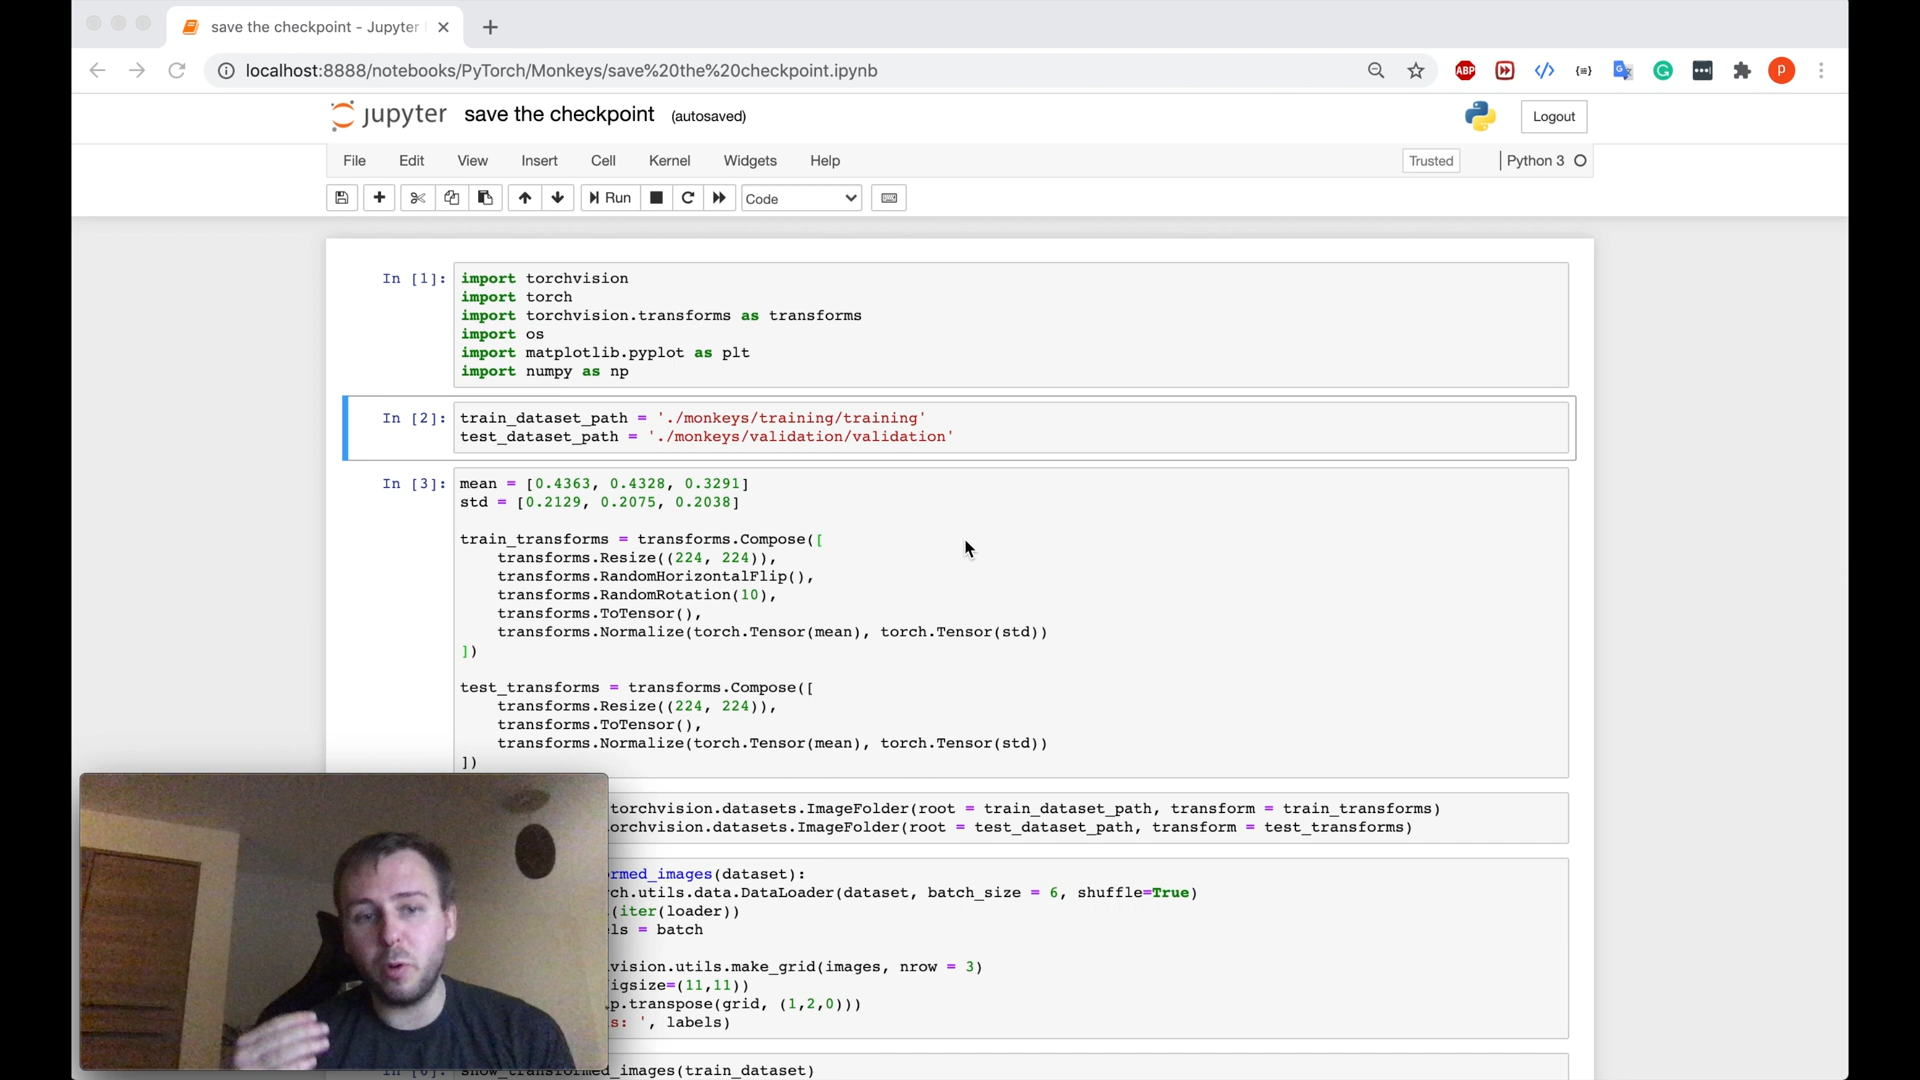 save the checkpoint - Jupyter
localhost:8888/notebooks/PyTorch/Monkeys/save%20the%20checkpoint.ipynb
ABP
P
jupyter save the checkpoint (autosaved)
Logout
File Edit View Insert Cell Kernel Widgets Help
Trusted
Python 3
Run
Code
In [1]:
import torchvision
import torch
import torchvision.transforms as transforms
import os
import matplotlib.pyplot as plt
import numpy as np
In [2]:
train_dataset_path = './monkeys/training/training'
test_dataset_path = './monkeys/validation/validation'
In [3]:
mean = [0.4363, 0.4328, 0.3291]
std = [0.2129, 0.2075, 0.2038]
train_transforms = transforms.Compose([
transforms.Resize((224, 224)),
transforms.RandomHorizontalFlip(),
transforms.RandomRotation(10),
transforms.ToTensor(),
transforms.Normalize(torch.Tensor(mean), torch.Tensor(std))
])
test_transforms = transforms.Compose([
transforms.Resize((224, 224)),
transforms.ToTensor(),
transforms.Normalize(torch.Tensor(mean), torch.Tensor(std))
])
torchvision.datasets.ImageFolder(root = train_dataset_path, transform = train_transforms)
orchvision.datasets.ImageFolder(root = test_dataset_path, transform = test_transforms)
rmed_images(dataset):
ch.utils.data.DataLoader(dataset, batch_size = 6, shuffle=True)
(iter(loader))
ls = batch
vision.utils.make_grid(images, nrow = 3)
igsize=(11,11))
p.transpose(grid, (1,2,0)))
s: ', labels)
_images(train_dataset)